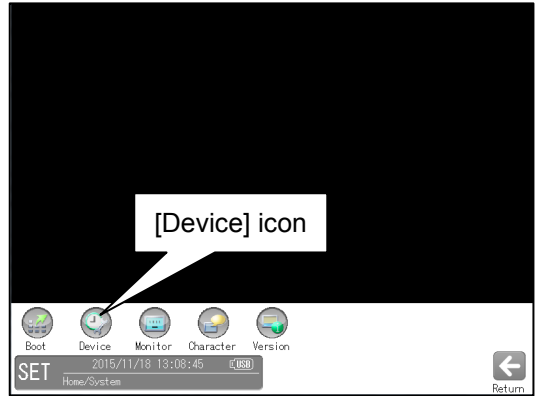 [Device] icon
Boot Device Monitor Character Version
SET 2015/11/18 13:08:45 USB
Home/System
Return